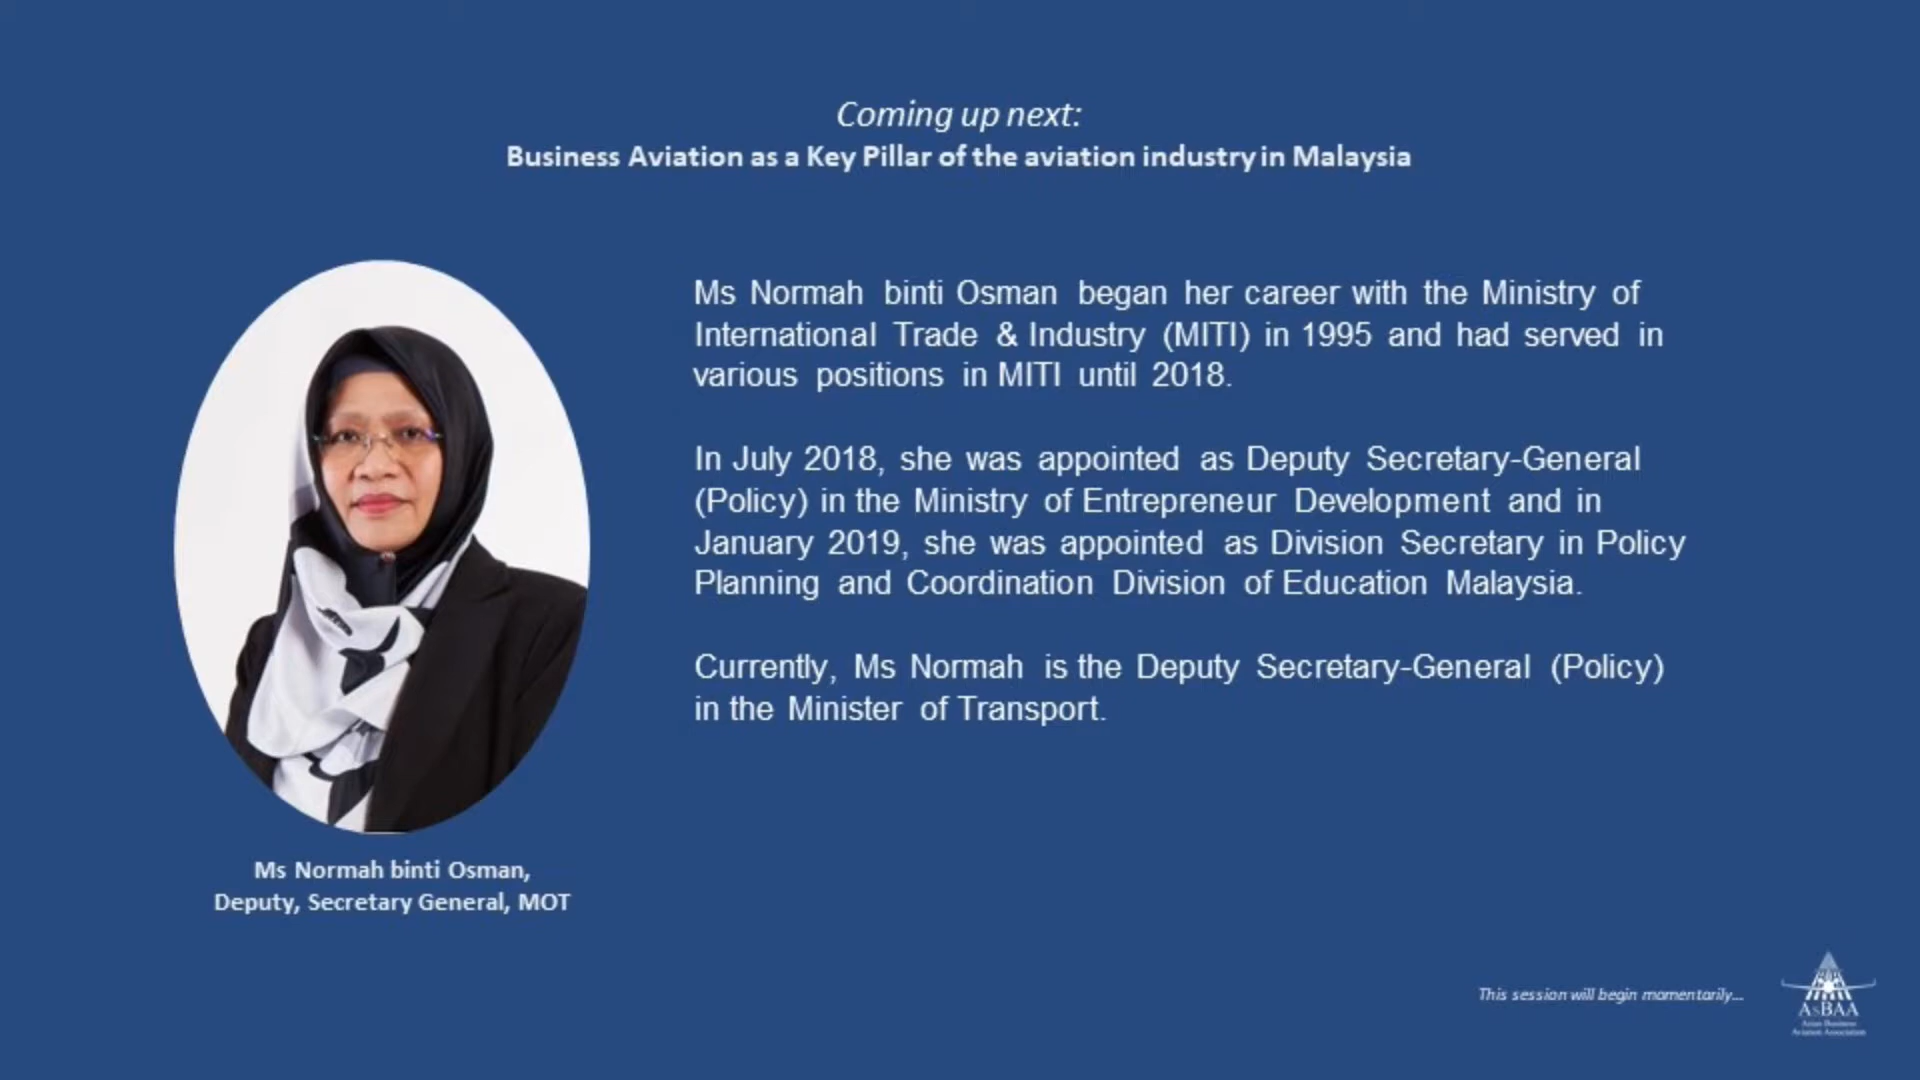 Coming up next:
Business Aviation as a Key Pillar of the aviation industry in Malaysia
Ms Normah binti Osman began her career with the Ministry of
International Trade & Industry (MITI) in 1995 and had served in
various positions in MITI until 2018.
In July 2018, she was appointed as Deputy Secretary-General
(Policy) in the Ministry of Entrepreneur Development and in
January 2019, she was appointed as Division Secretary in Policy
Planning and Coordination Division of Education Malaysia.
Currently, Ms Normah is the Deputy Secretary-General (Policy)
in the Minister of Transport.
Ms Normah binti Osman,
Deputy, Secretary General, MOT
This session will begin momentarily...
AsBAA
Asian Business
Aviation Association